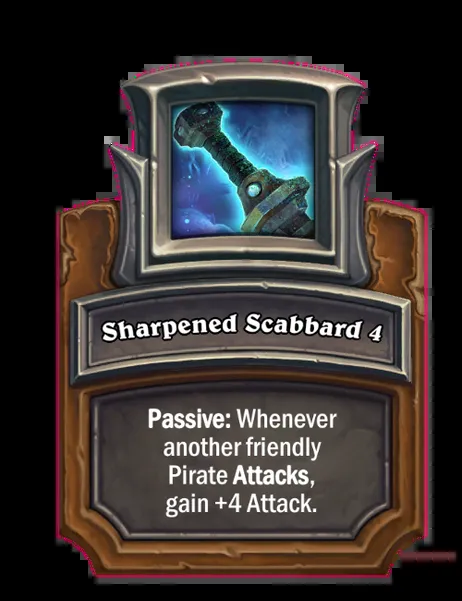 Sharpened Scabbard 4
Passive: Whenever
another friendly
Pirate Attacks,
gain +4 Attack.